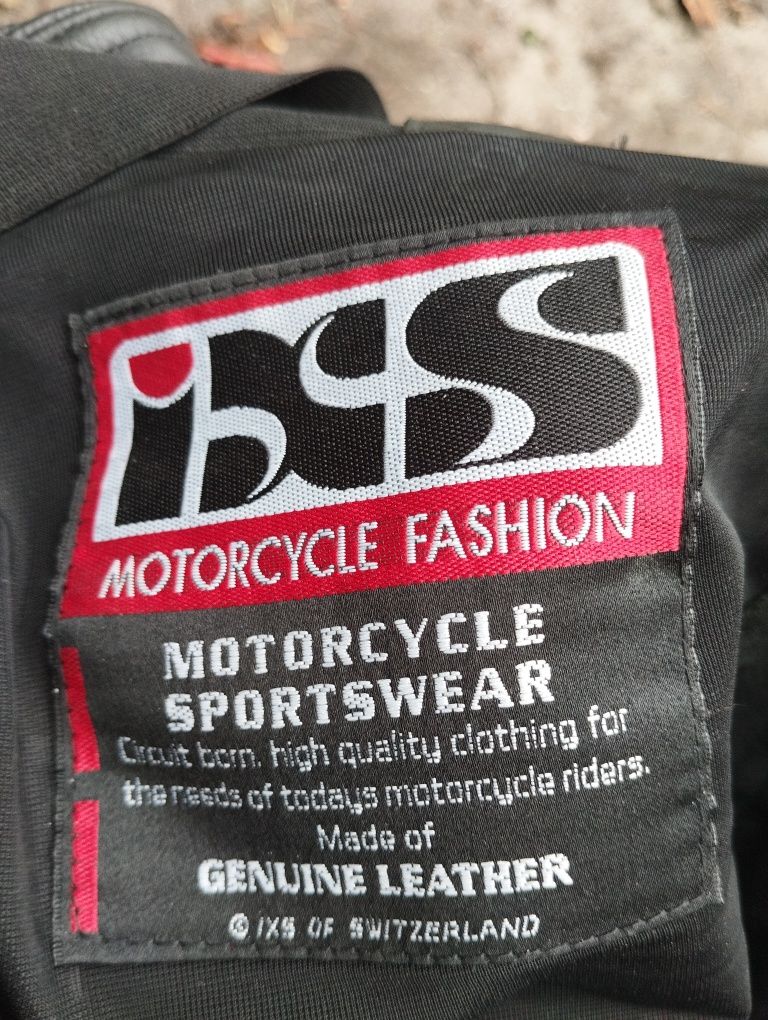 iXS
MOTORCYCLE FASHION
MOTORCYCLE
SPORTSWEAR
Circuit born. high quality clothing for
the needs of todays motorcycle riders.
Made of
GENUINE LEATHER
© IXS OF SWITZERLAND